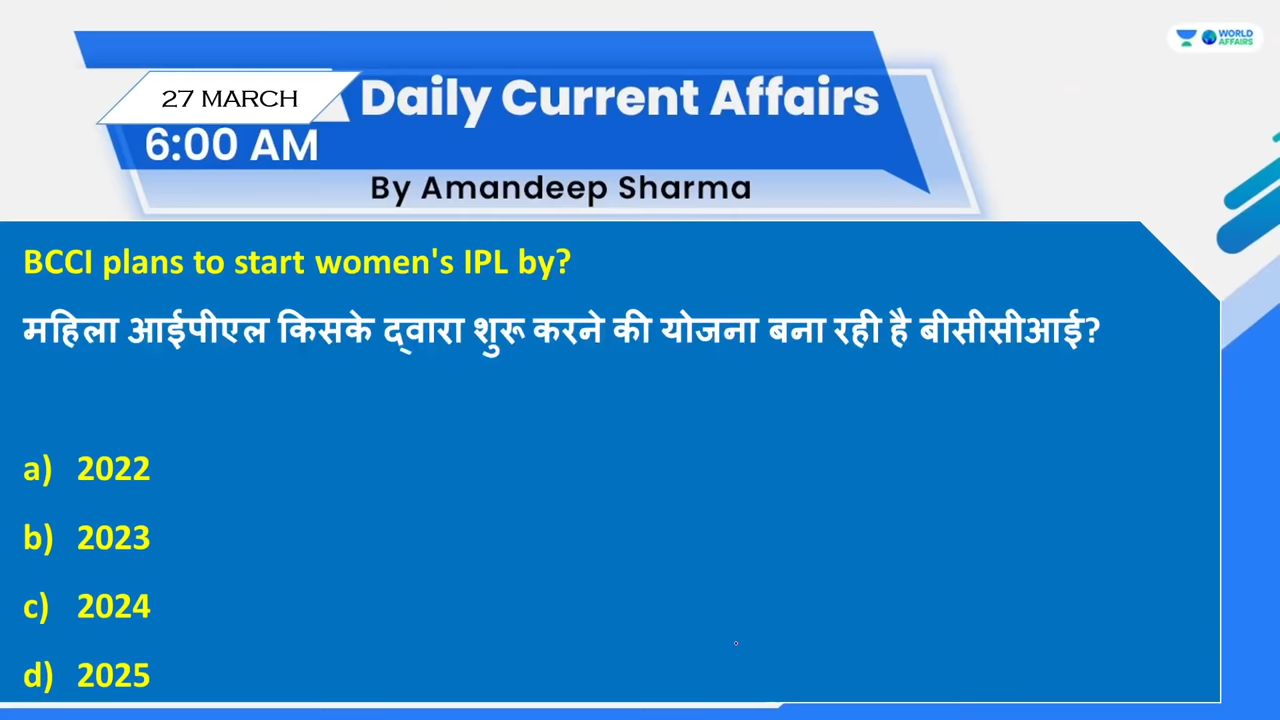 WORLD
AFFAIRS
27 MARCH
Daily Current Affairs
6:00 AM
By Amandeep Sharma
BCCI plans to start women's IPL by?
महिला आईपीएल किसके द्वारा शुरू करने की योजना बना रही है बीसीसीआई?
a) 2022
b) 2023
c) 2024
d) 2025